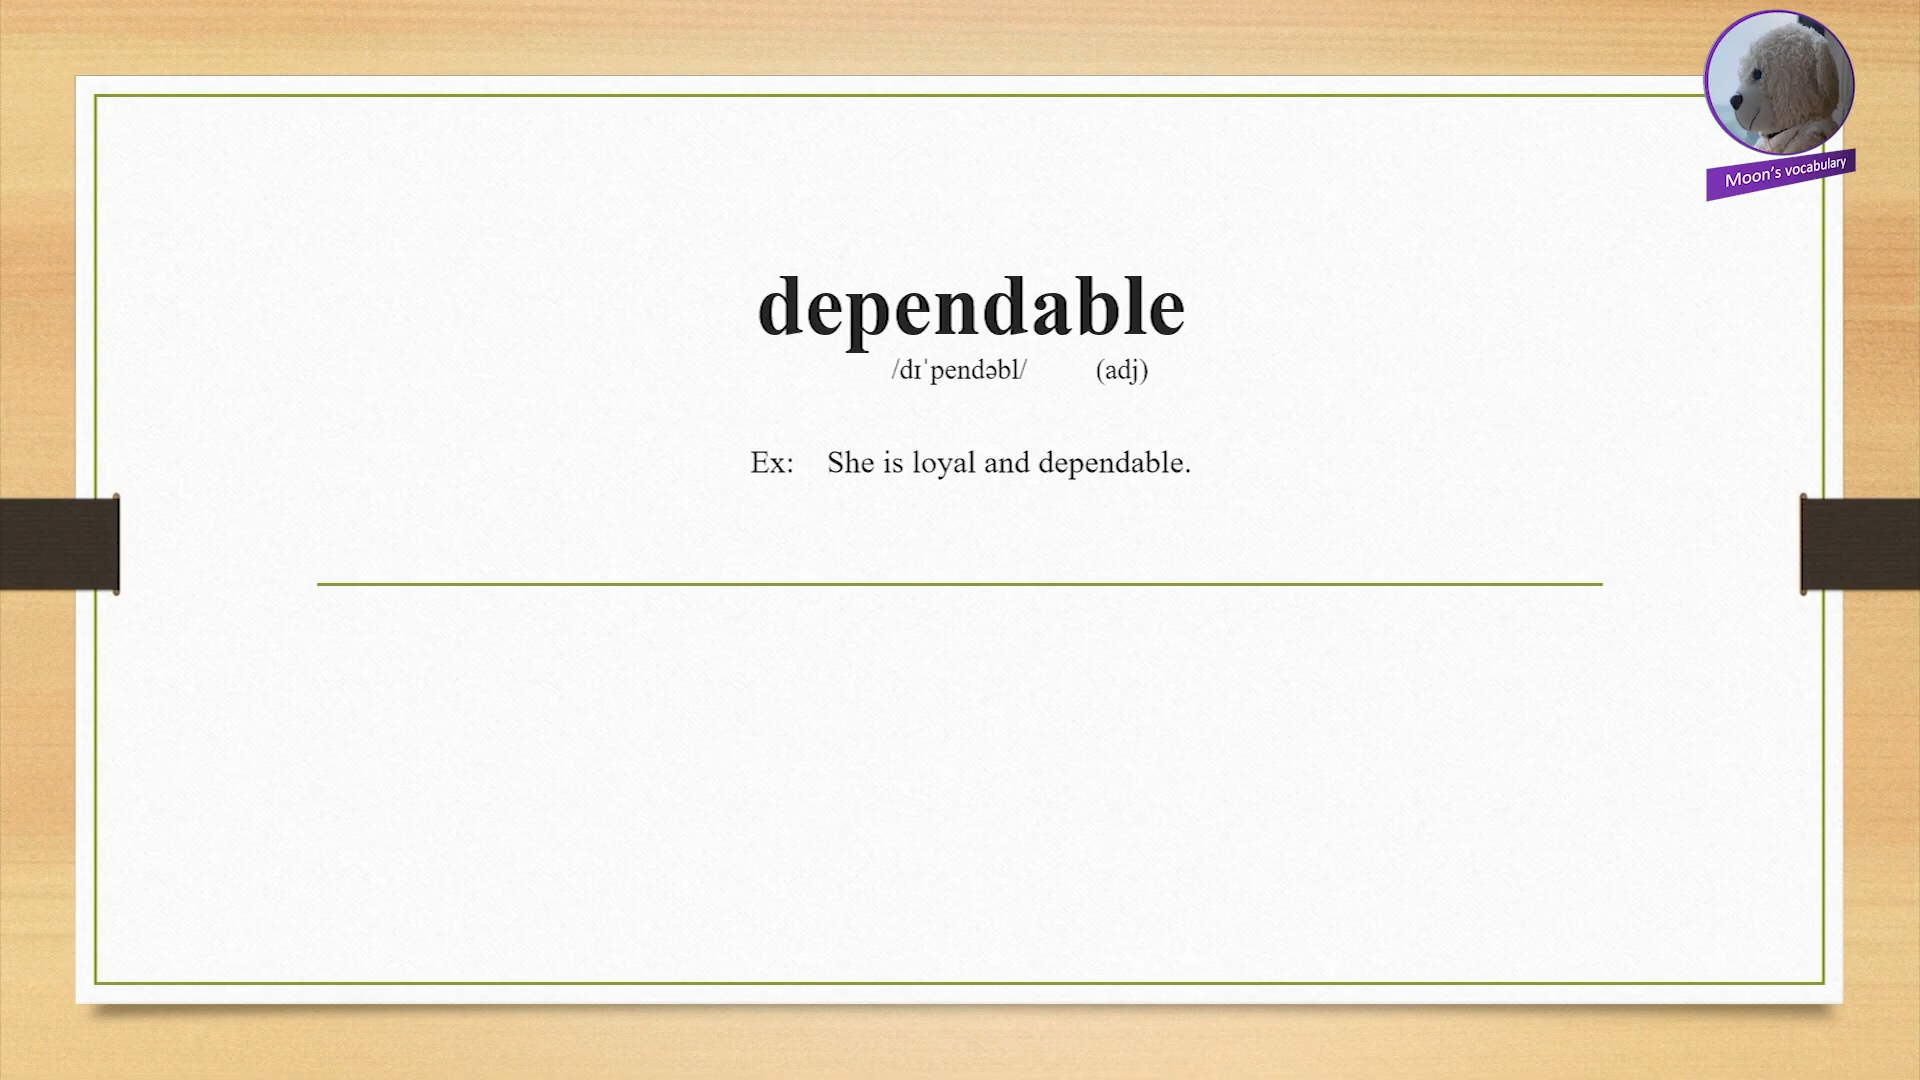 Moon's vocabulary
dependable
/dɪˈpendəbl/ (adj)
Ex: She is loyal and dependable.